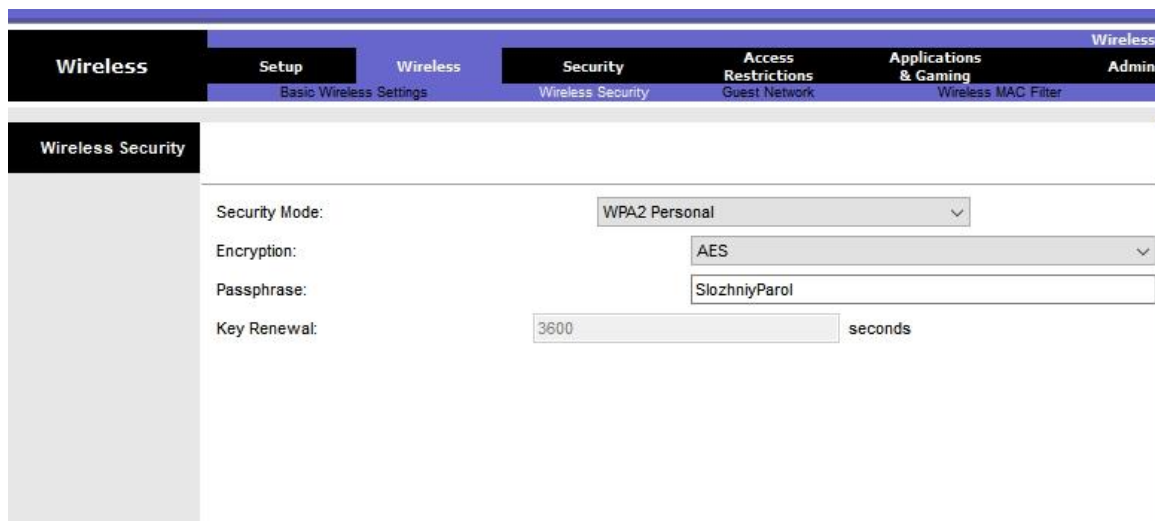 Wireless
Wireless Setup Wireless Security Access Restrictions Applications & Gaming Admin
Basic Wireless Settings Wireless Security Guest Network Wireless MAC Filter
Wireless Security
Security Mode: WPA2 Personal
Encryption: AES
Passphrase: SlozhniyParol
Key Renewal: 3600 seconds